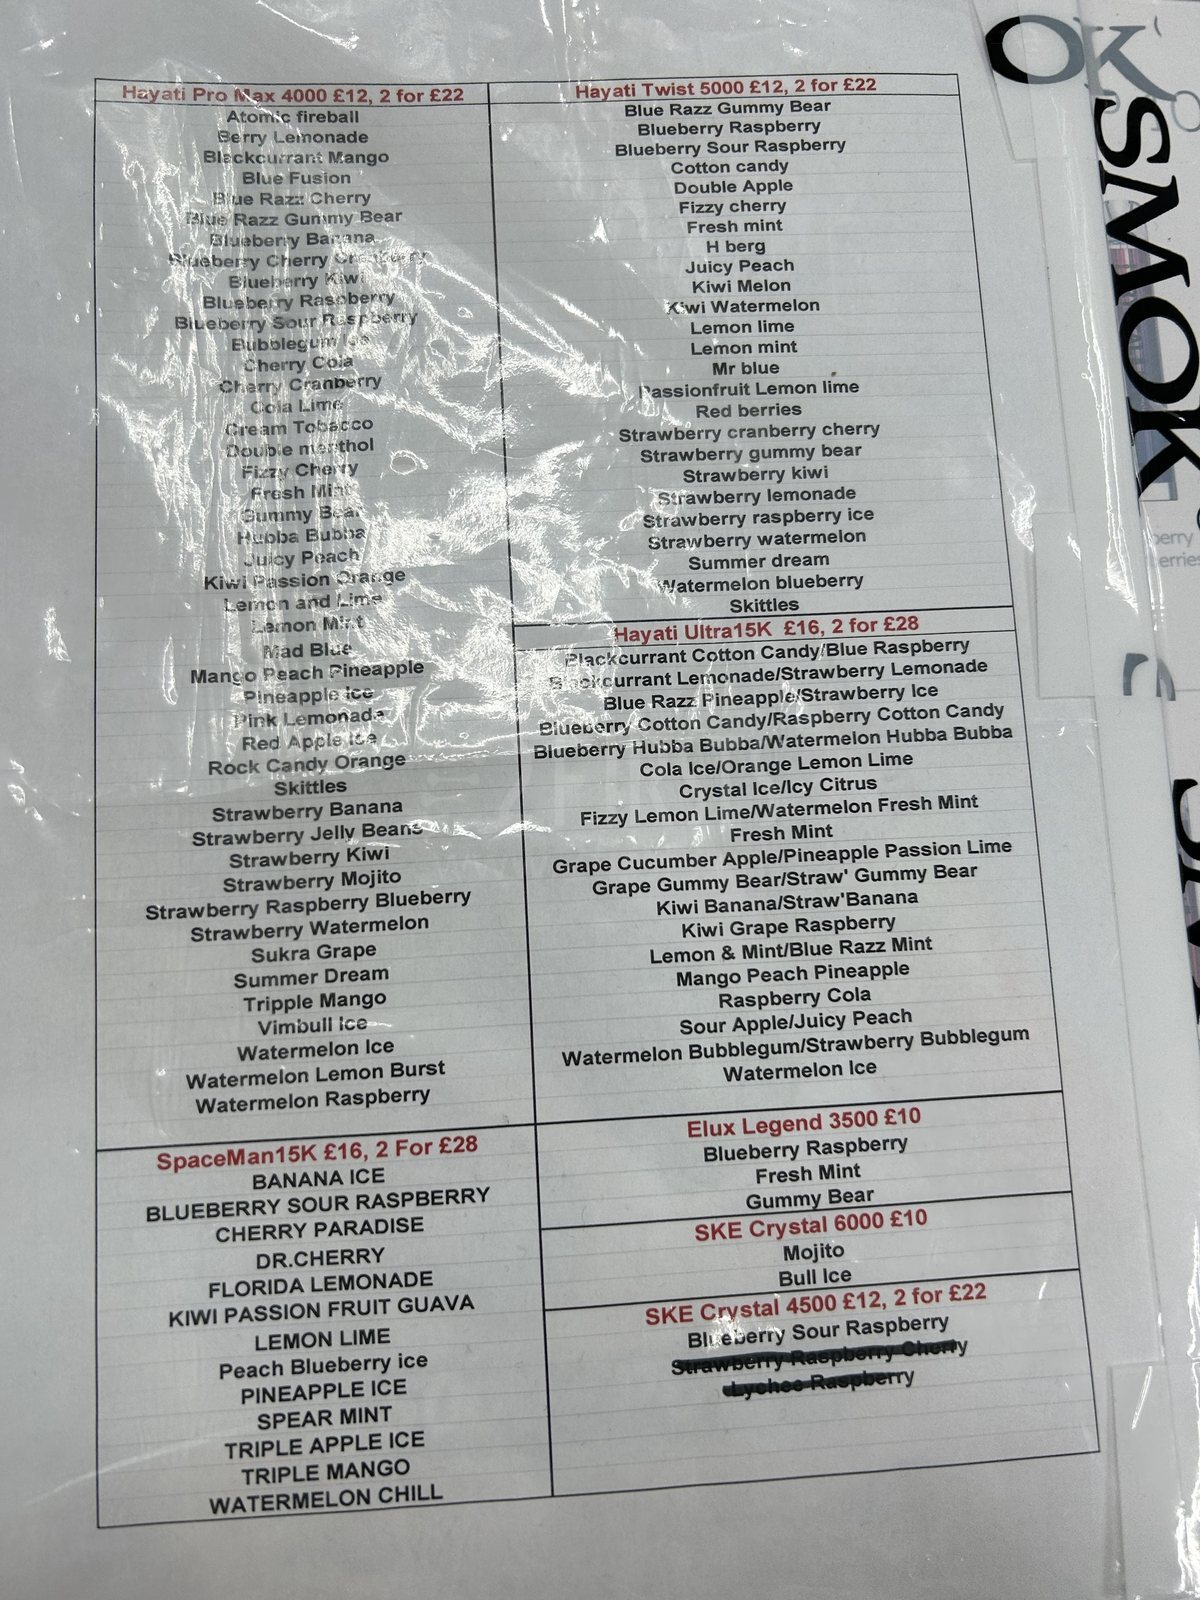 Hayati Pro Max 4000 £12, 2 for £22
Atomic fireball
Berry Lemonade
Blackcurrant Mango
Blue Fusion
Blue Razz Cherry
Blue Razz Gummy Bear
Blueberry Banana
Blueberry Cherry Cranberry
Blueberry Kiwi
Blueberry Raspberry
Blueberry Sour Raspberry
Bubblegum Ice
Cherry Cola
Cherry Cranberry
Cola Lime
Cream Tobacco
Double menthol
Fizzy Cherry
Fresh Mint
Gummy Bear
Hubba Bubba
Juicy Peach
Kiwi Passion Orange
Lemon and Lime
Lemon Mint
Mad Blue
Mango Peach Pineapple
Pineapple Ice
Pink Lemonade
Red Apple Ice
Rock Candy Orange
Skittles
Strawberry Banana
Strawberry Jelly Beans
Strawberry Kiwi
Strawberry Mojito
Strawberry Raspberry Blueberry
Strawberry Watermelon
Sukra Grape
Summer Dream
Tripple Mango
Vimbull Ice
Watermelon Ice
Watermelon Lemon Burst
Watermelon Raspberry
SpaceMan15K £16, 2 For £28
BANANA ICE
BLUEBERRY SOUR RASPBERRY
CHERRY PARADISE
DR.CHERRY
FLORIDA LEMONADE
KIWI PASSION FRUIT GUAVA
LEMON LIME
Peach Blueberry ice
PINEAPPLE ICE
SPEAR MINT
TRIPLE APPLE ICE
TRIPLE MANGO
WATERMELON CHILL
Hayati Twist 5000 £12, 2 for £22
Blue Razz Gummy Bear
Blueberry Raspberry
Blueberry Sour Raspberry
Cotton candy
Double Apple
Fizzy cherry
Fresh mint
H berg
Juicy Peach
Kiwi Melon
Kiwi Watermelon
Lemon lime
Lemon mint
Mr blue
Passionfruit Lemon lime
Red berries
Strawberry cranberry cherry
Strawberry gummy bear
Strawberry kiwi
Strawberry lemonade
Strawberry raspberry ice
Strawberry watermelon
Summer dream
Watermelon blueberry
Skittles
Hayati Ultra15K £16, 2 for £28
Blackcurrant Cotton Candy/Blue Raspberry
Blackcurrant Lemonade/Strawberry Lemonade
Blue Razz Pineapple/Strawberry Ice
Blueberry Cotton Candy/Raspberry Cotton Candy
Blueberry Hubba Bubba/Watermelon Hubba Bubba
Cola Ice/Orange Lemon Lime
Crystal Ice/Icy Citrus
Fizzy Lemon Lime/Watermelon Fresh Mint
Fresh Mint
Grape Cucumber Apple/Pineapple Passion Lime
Grape Gummy Bear/Straw' Gummy Bear
Kiwi Banana/Straw'Banana
Kiwi Grape Raspberry
Lemon & Mint/Blue Razz Mint
Mango Peach Pineapple
Raspberry Cola
Sour Apple/Juicy Peach
Watermelon Bubblegum/Strawberry Bubblegum
Watermelon Ice
Elux Legend 3500 £10
Blueberry Raspberry
Fresh Mint
Gummy Bear
SKE Crystal 6000 £10
Mojito
Bull Ice
SKE Crystal 4500 £12, 2 for £22
Blueberry Sour Raspberry
Strawberry Raspberry Cherry
Lychee Raspberry
OK
SMOK